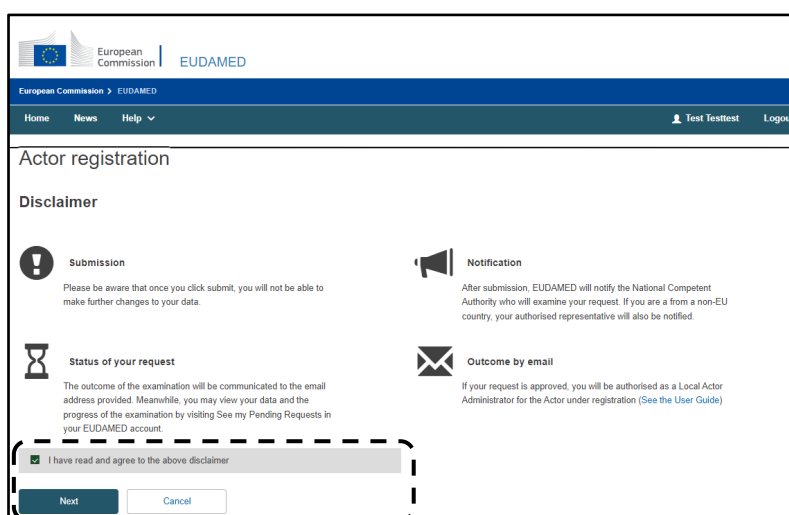 European
Commission
EUDAMED
European Commission > EUDAMED
Home News Help Test Testtest Logou
Actor registration
Disclaimer
Submission
Please be aware that once you click submit, you will not be able to
make further changes to your data.
Notification
After submission, EUDAMED will notify the National Competent
Authority who will examine your request. If you are a from a non-EU
country, your authorised representative will also be notified.
Status of your request
The outcome of the examination will be communicated to the email
address provided. Meanwhile, you may view your data and the
progress of the examination by visiting See my Pending Requests in
your EUDAMED account.
Outcome by email
If your request is approved, you will be authorised as a Local Actor
Administrator for the Actor under registration (See the User Guide)
I have read and agree to the above disclaimer
Next Cancel